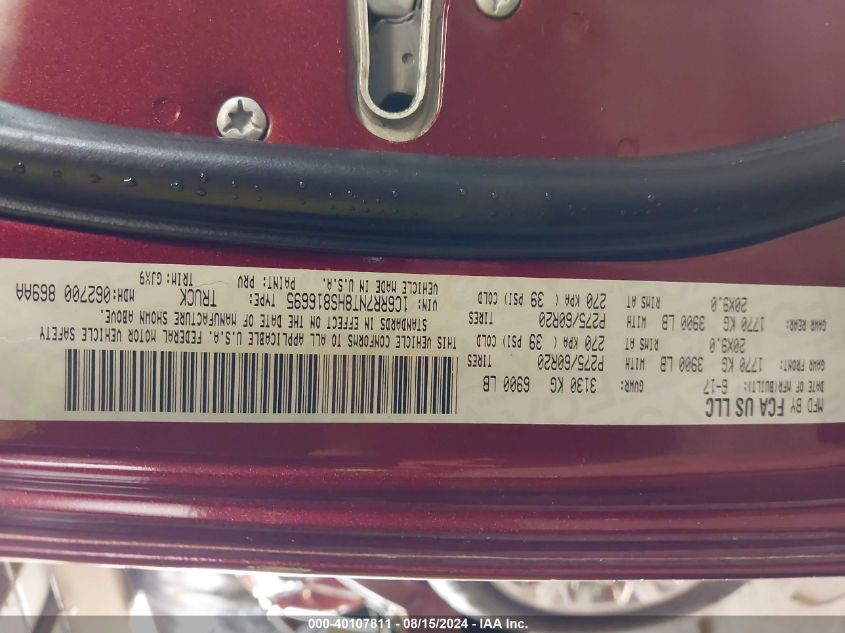 MFD BY FCA US LLC
DATE OF MFR(BUILT): 6-17 GVWR: 3130 KG 6900 LB
GAWR FRONT: 1770 KG 3900 LB WITH P275/60R20 TIRES
20X9.0 RIMS AT 270 KPA ( 39 PSI) COLD
GAWR REAR: 1770 KG 3900 LB WITH P275/60R20 TIRES
20X9.0 RIMS AT 270 KPA ( 39 PSI) COLD
THIS VEHICLE CONFORMS TO ALL APPLICABLE U.S.A. FEDERAL MOTOR VEHICLE SAFETY
STANDARDS IN EFFECT ON THE DATE OF MANUFACTURE SHOWN ABOVE.
VIN: 1C6RR7NT8HS816695 TYPE: TRUCK MDH:062700 869AA
VEHICLE MADE IN U.S.A. PAINT: PRV TRIM: GJX9
000-40107811 - 08/15/2024 - IAA Inc.